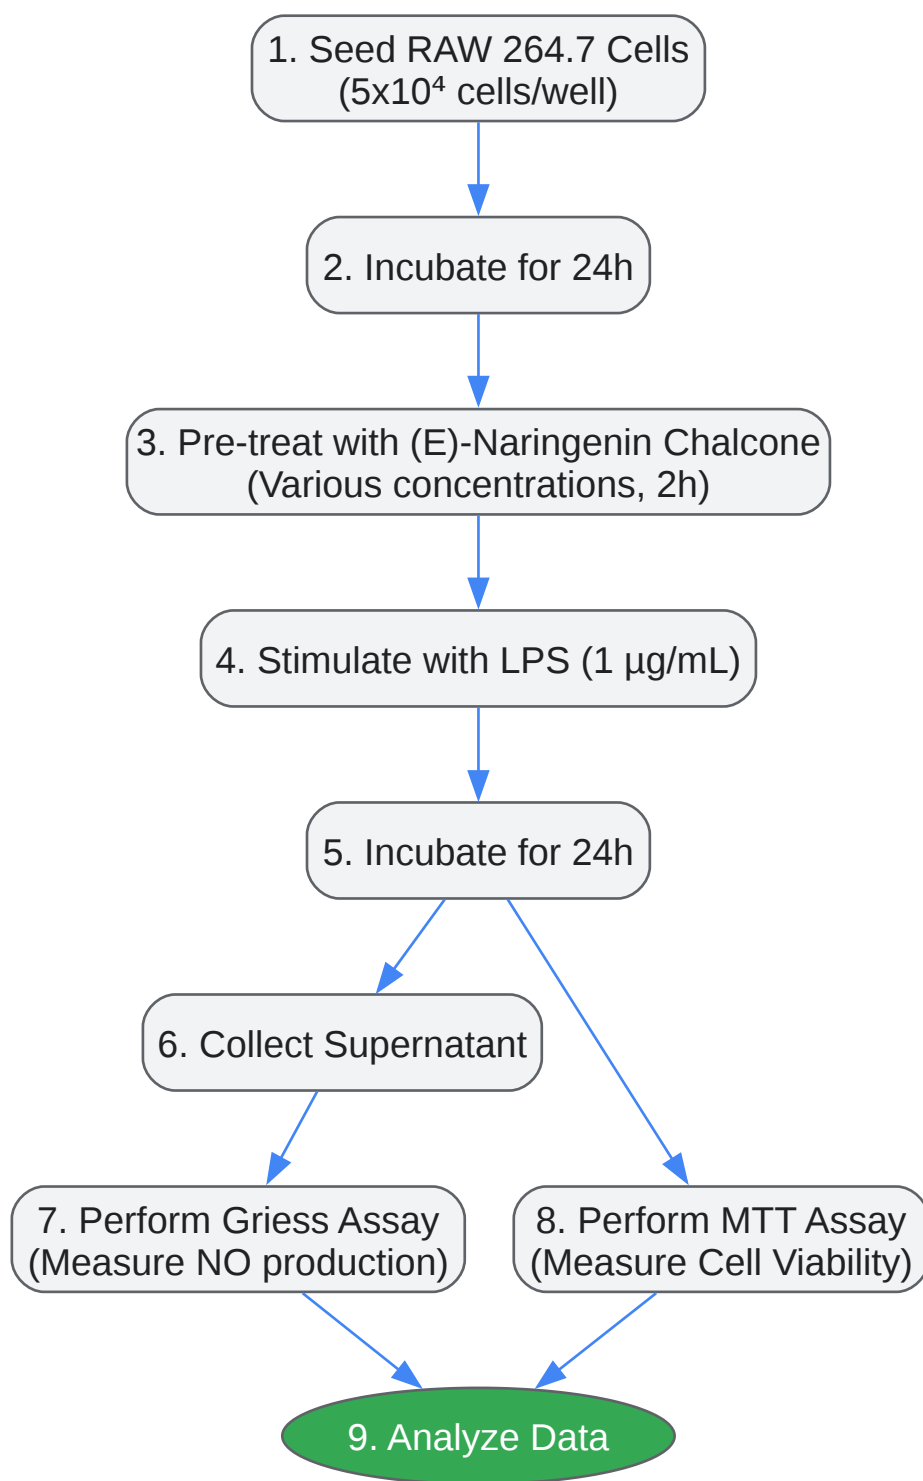 1. Seed RAW 264.7 Cells
(5x10⁴ cells/well)
2. Incubate for 24h
3. Pre-treat with (E)-Naringenin Chalcone
(Various concentrations, 2h)
4. Stimulate with LPS (1 µg/mL)
5. Incubate for 24h
6. Collect Supernatant
7. Perform Griess Assay
(Measure NO production)
8. Perform MTT Assay
(Measure Cell Viability)
9. Analyze Data